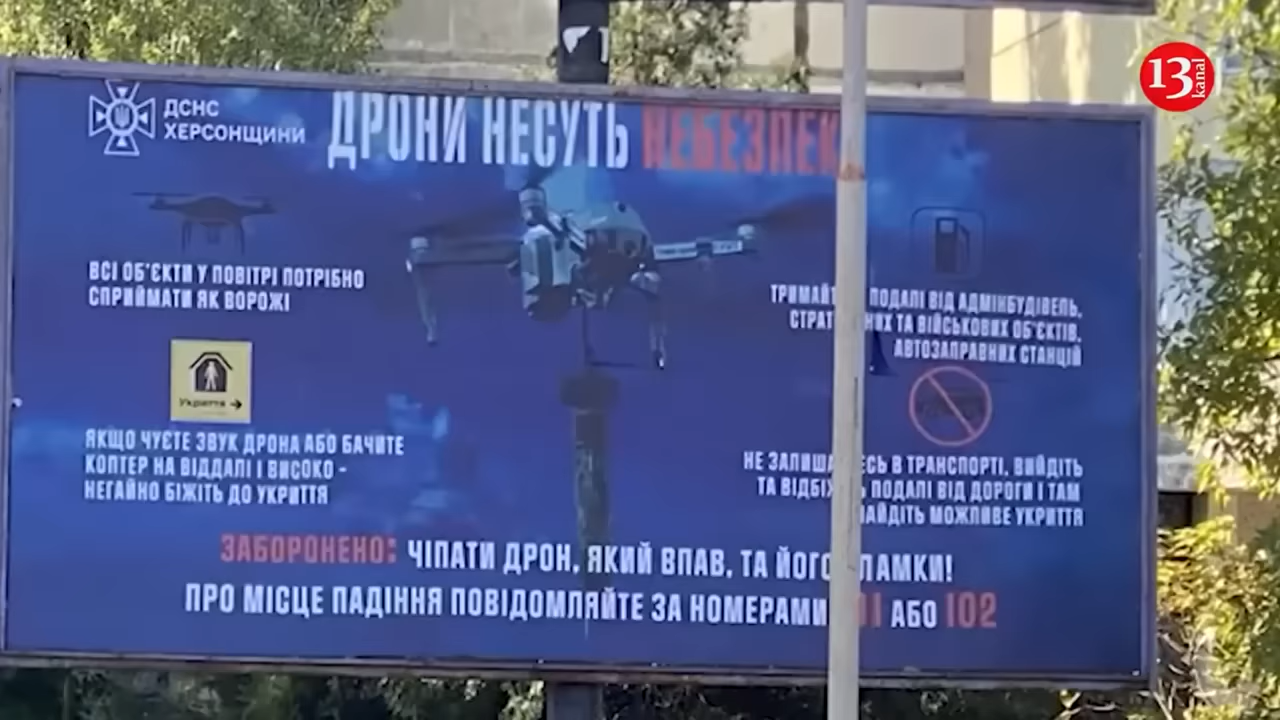 13
kanal
ДСНС
ХЕРСОНЩИНИ
ДРОНИ НЕСУТЬ НЕБЕЗПЕК
ВСІ ОБ'ЄКТИ У ПОВІТРІ ПОТРІБНО
СПРИЙМАТИ ЯК ВОРОЖІ
Укриття →
ЯКЩО ЧУЄТЕ ЗВУК ДРОНА АБО БАЧИТЕ
КОПТЕР НА ВІДДАЛІ І ВИСОКО -
НЕГАЙНО БІЖІТЬ ДО УКРИТТЯ
ПОДАЛІ ВІД АДМІНБУДІВЕЛЬ,
ТА ВІЙСЬКОВИХ ОБ'ЄКТІВ,
АВТОЗАПРАВНИХ СТАНЦІЙ
НЕ В ТРАНСПОРТІ, ВИЙДІТЬ
ТА ПОДАЛІ ВІД ДОРОГИ І ТАМ
МОЖЛИВЕ УКРИТТЯ
ЗАБОРОНЕНО: ЧІПАТИ ДРОН, ЯКИЙ ВПАВ, ТА ЙОГО
ПРО МІСЦЕ ПАДІННЯ ПОВІДОМЛЯЙТЕ ЗА НОМЕРАМИ АБО 102